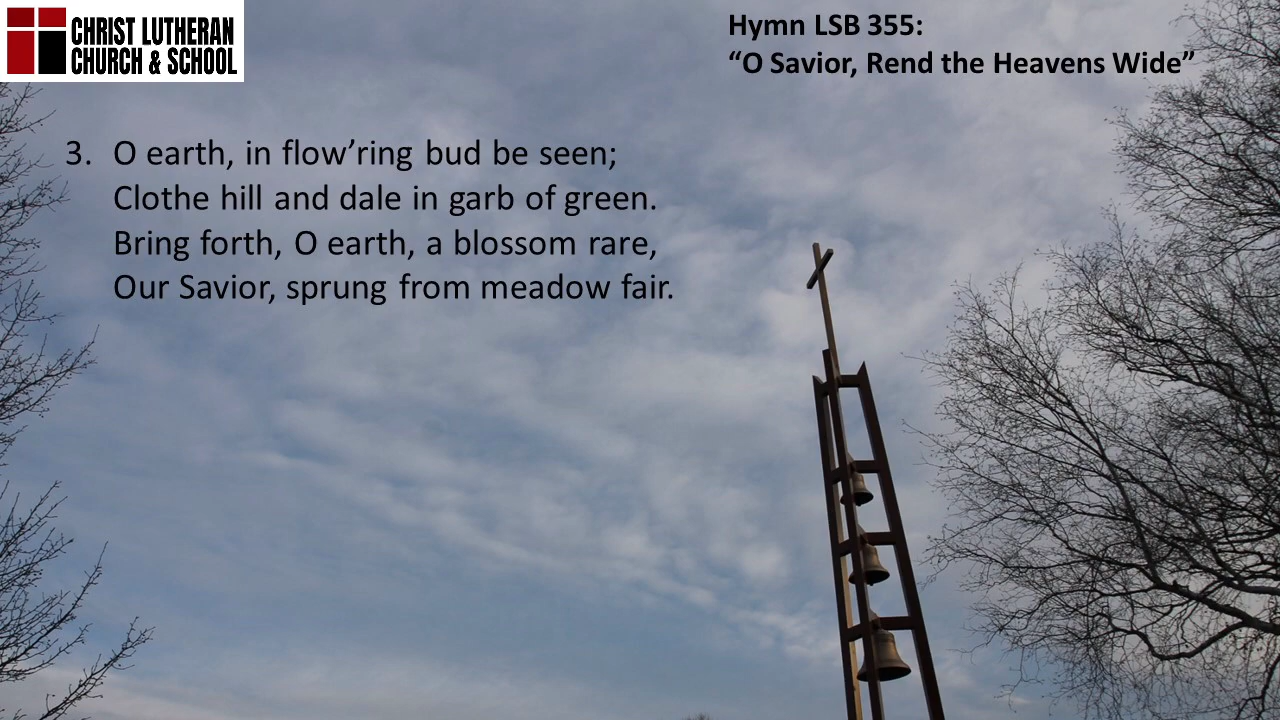 CHRIST LUTHERAN
CHURCH & SCHOOL
Hymn LSB 355:
“O Savior, Rend the Heavens Wide”
3. O earth, in flow’ring bud be seen;
Clothe hill and dale in garb of green.
Bring forth, O earth, a blossom rare,
Our Savior, sprung from meadow fair.